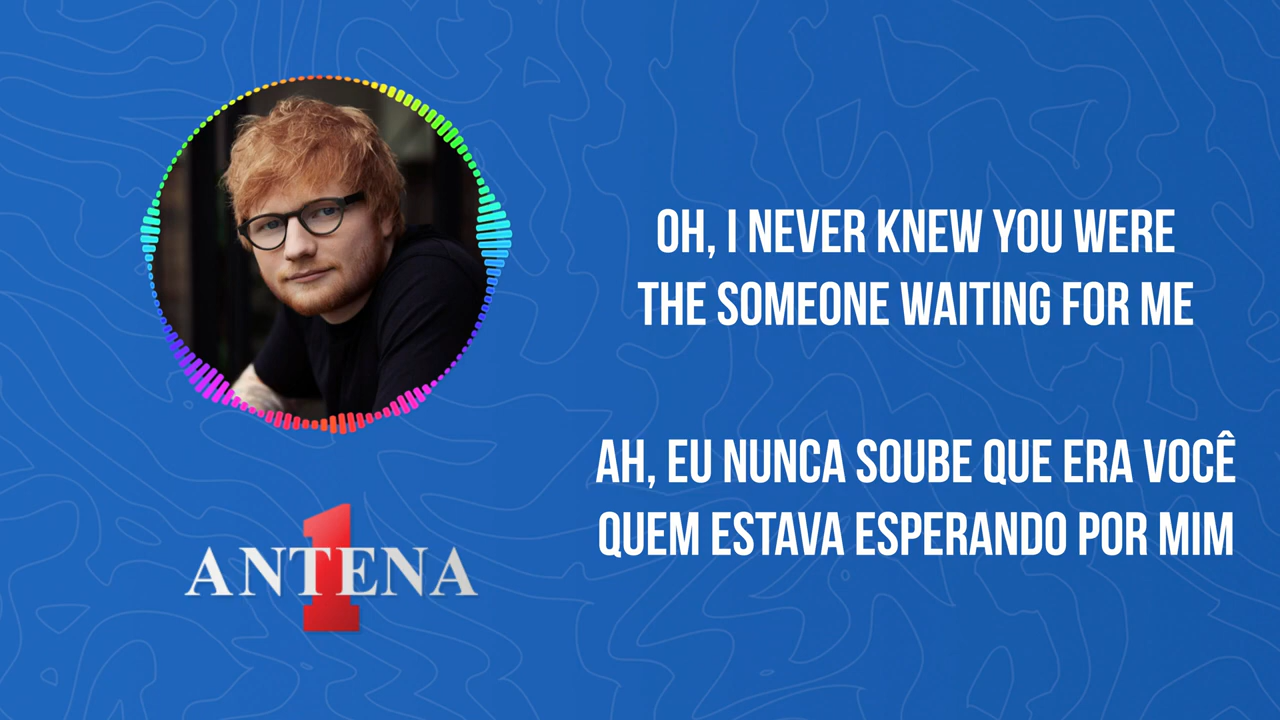 OH, I NEVER KNEW YOU WERE
THE SOMEONE WAITING FOR ME
AH, EU NUNCA SOUBE QUE ERA VOCÊ
QUEM ESTAVA ESPERANDO POR MIM
ANTENA 1